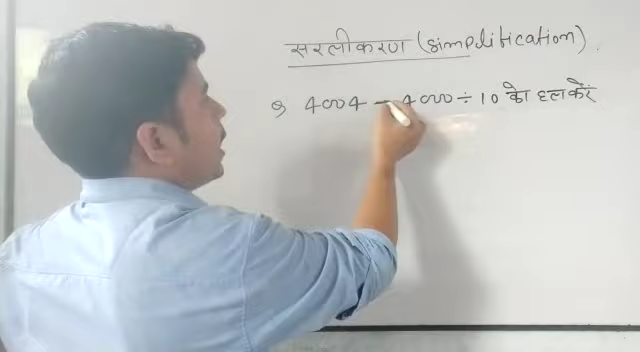 सरलीकरण (simplification).
Q 4004 - 4000 ÷ 10 को हल करें